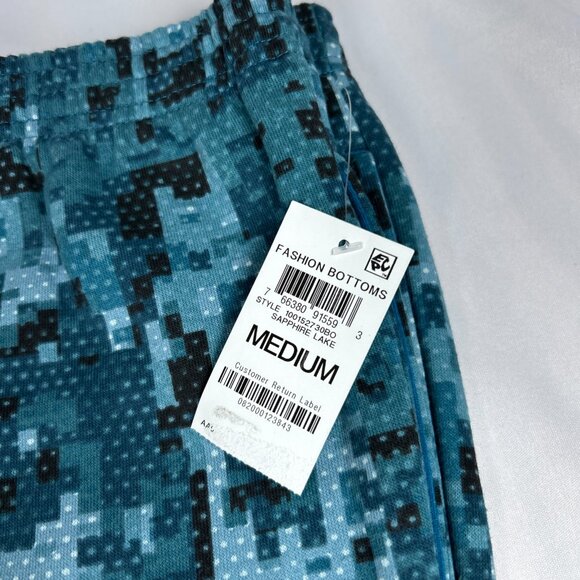 FASHION BOTTOMS
7 66380 91559 3
STYLE 100152730BO
SAPPHIRE LAKE
MEDIUM
Customer Return Label
082000123843